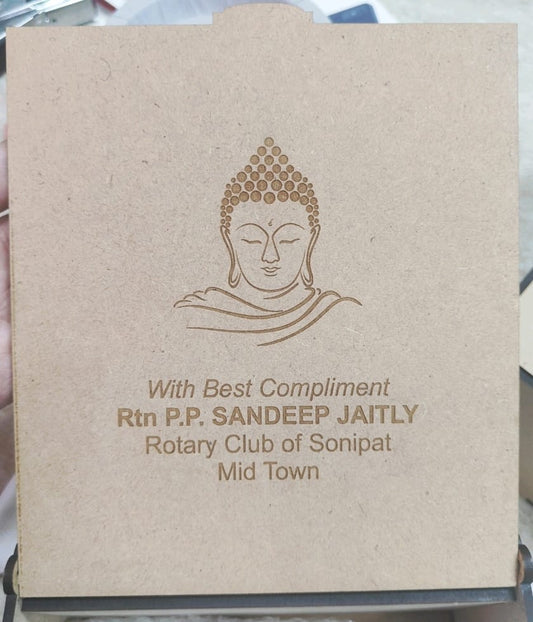 With Best Compliment
Rtn P.P. SANDEEP JAITLY
Rotary Club of Sonipat
Mid Town